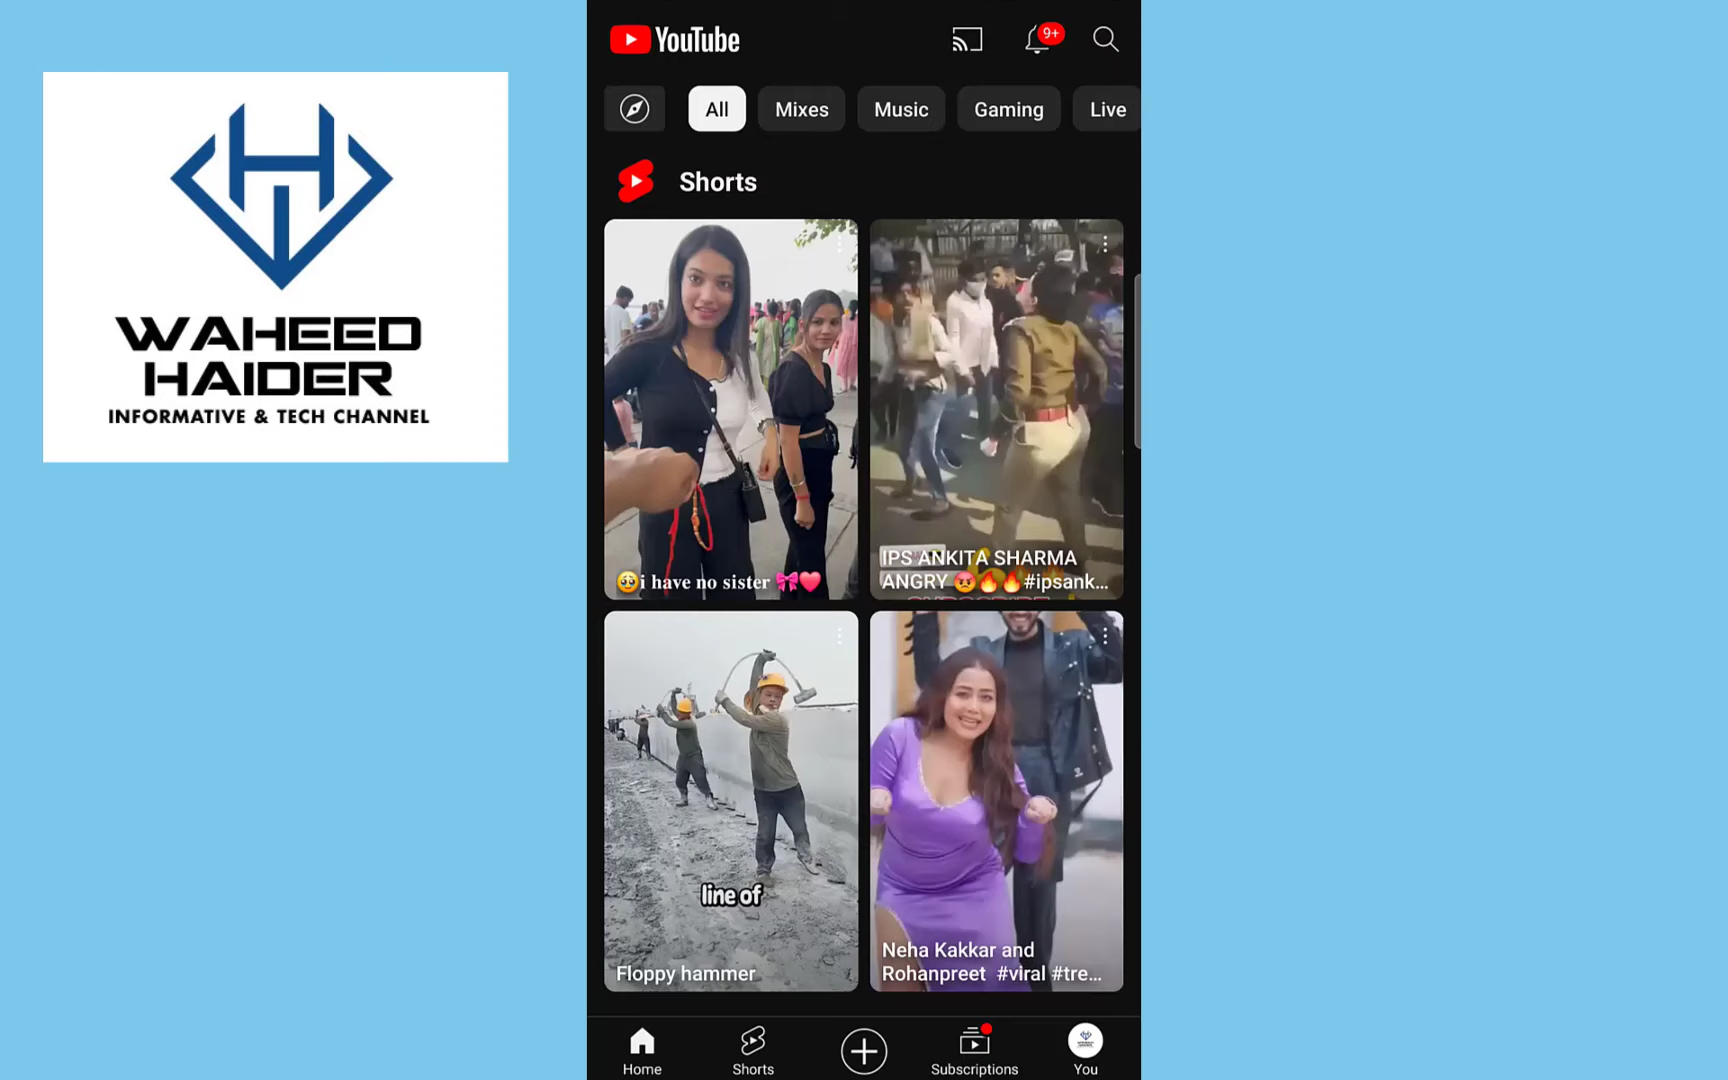 WAHEED
HAIDER
INFORMATIVE & TECH CHANNEL
YouTube
9+
All
Mixes
Music
Gaming
Live
Shorts
🥹i have no sister 🎀❤️
IPS ANKITA SHARMA
ANGRY 😡🔥🔥#ipsank...
line of
Floppy hammer
Neha Kakkar and
Rohanpreet #viral #tre...
Home
Shorts
Subscriptions
You